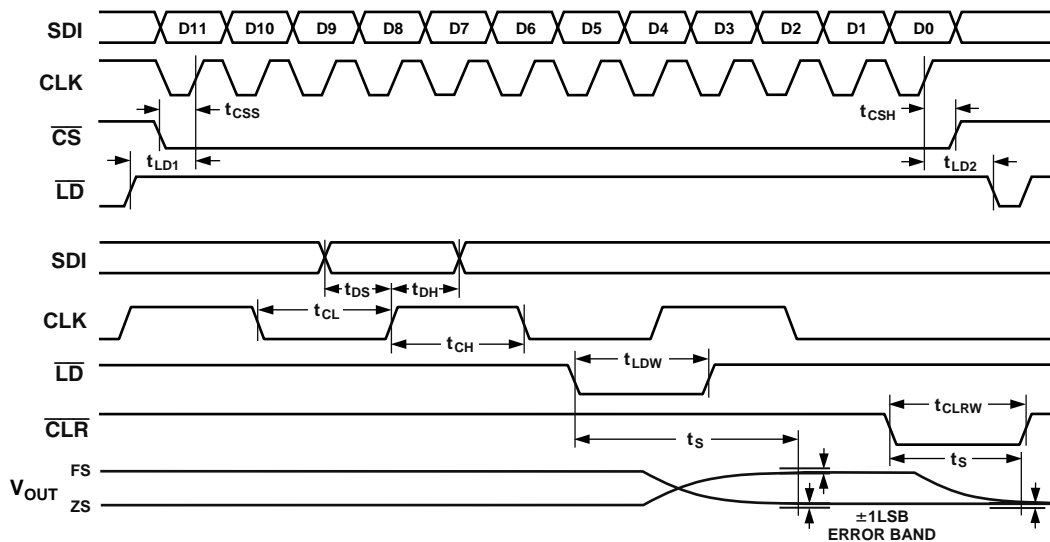 SDI D11 D10 D9 D8 D7 D6 D5 D4 D3 D2 D1 D0
CLK
tCSS tCSH
CS
tLD1 tLD2
LD
SDI
tDS tDH
CLK tCL
tCH
LD tLDW
CLR tCLRW
tS tS
FS
VOUT
ZS
±1LSB
ERROR BAND